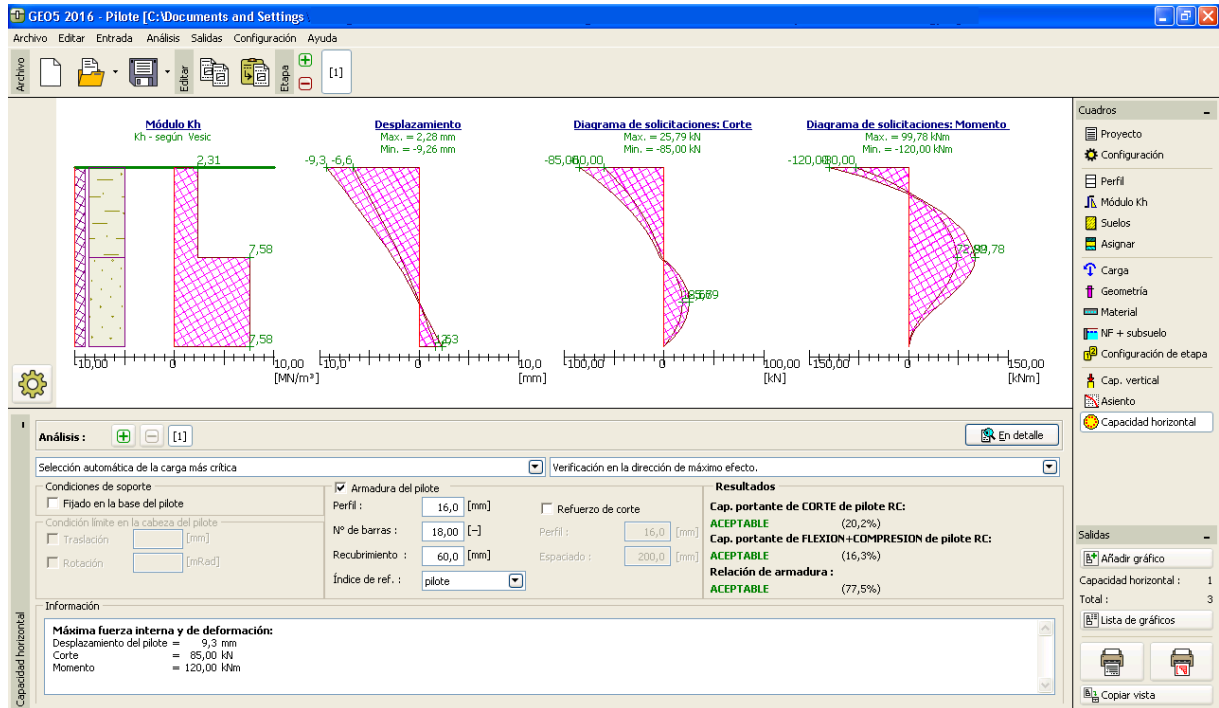 GEO5 2016 - Pilote [C:\Documents and Settings
Archivo Editar Entrada Análisis Salidas Configuración Ayuda
Archivo
Editar
Etapa
[1]
Módulo Kh
Kh - según Vesic
Desplazamiento
Max. = 2,28 mm
Min. = -9,26 mm
Diagrama de solicitaciones: Corte
Max. = 25,79 kN
Min. = -85,00 kN
Diagrama de solicitaciones: Momento
Max. = 99,78 kNm
Min. = -120,00 kNm
2,31
7,58
7,58
-9,3 -6,6
-10,00 0 10,00
[MN/m³]
-10,0 0 10,0
[mm]
-100,00 0 100,00
[kN]
-150,00 0 150,00
[kNm]
Cuadros
Proyecto
Configuración
Perfil
Módulo Kh
Suelos
Asignar
Carga
Geometría
Material
NF + subsuelo
Configuración de etapa
Cap. vertical
Asiento
Capacidad horizontal
Análisis :
[1]
En detalle
Selección automática de la carga más crítica
Verificación en la dirección de máximo efecto.
Condiciones de soporte
Fijado en la base del pilote
Condición límite en la cabeza del pilote
Traslación [mm]
Rotación [mRad]
Armadura del pilote
Perfil : 16,0 [mm]
N° de barras : 18,00 [–]
Recubrimiento : 60,0 [mm]
Índice de ref. : pilote
Refuerzo de corte
Perfil : 16,0 [mm]
Espaciado : 200,0 [mm]
Resultados
Cap. portante de CORTE de pilote RC:
ACEPTABLE (20,2%)
Cap. portante de FLEXION+COMPRESION de pilote RC:
ACEPTABLE (16,3%)
Relación de armadura :
ACEPTABLE (77,5%)
Información
Máxima fuerza interna y de deformación:
Desplazamiento del pilote = 9,3 mm
Corte = 85,00 kN
Momento = 120,00 kNm
Capacidad horizontal
Salidas
Añadir gráfico
Capacidad horizontal : 1
Total : 3
Lista de gráficos
Copiar vista